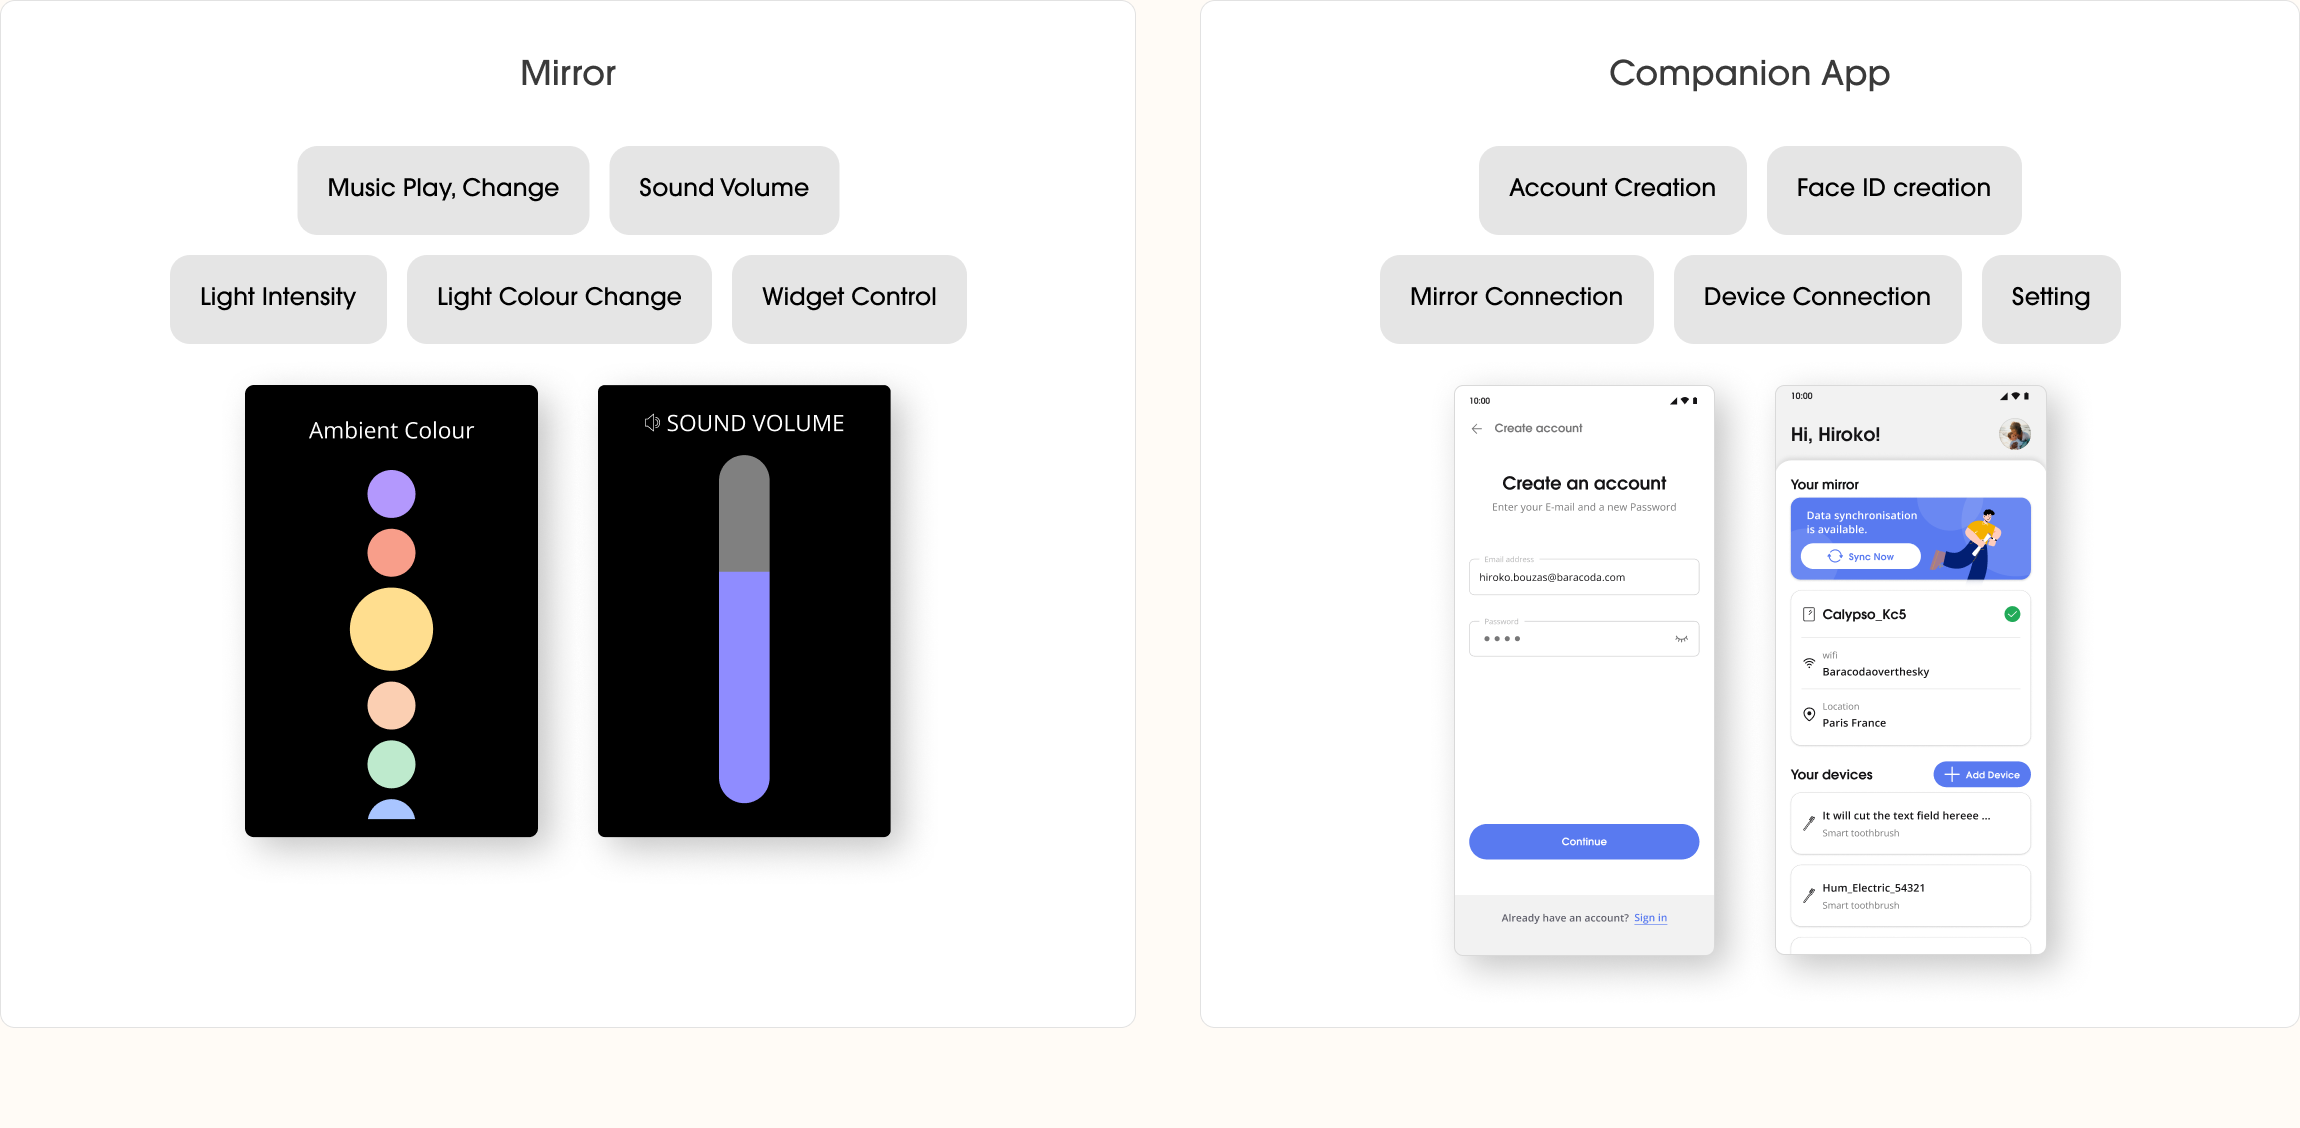 Mirror
Music Play, Change
Sound Volume
Light Intensity
Light Colour Change
Widget Control
Ambient Colour
SOUND VOLUME
Companion App
Account Creation
Face ID creation
Mirror Connection
Device Connection
Setting
10:00
Create account
Create an account
Enter your E-mail and a new Password
Email address
hiroko.bouzas@baracoda.com
Password
Continue
Already have an account? Sign in
10:00
Hi, Hiroko!
Your mirror
Data synchronisation
is available.
Sync Now
Calypso_Kc5
wifi
Baracodaoverthesky
Location
Paris France
Your devices
Add Device
It will cut the text field hereee ...
Smart toothbrush
Hum_Electric_54321
Smart toothbrush